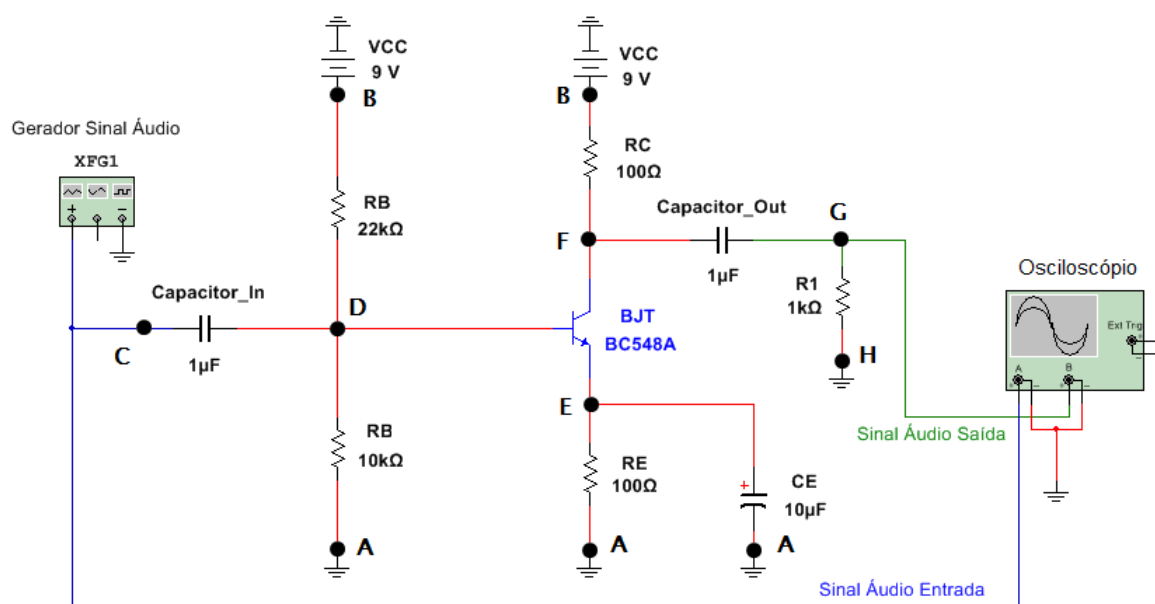 VCC
9 V
B
VCC
9 V
B
Gerador Sinal Áudio
XFG1
+
−
RB
22kΩ
RC
100Ω
Capacitor_Out
1µF
F
G
R1
1kΩ
H
Osciloscópio
Ext Trig
+
−
A
B
+
−
+
−
Capacitor_In
1µF
C
D
BJT
BC548A
E
Sinal Áudio Saída
RB
10kΩ
RE
100Ω
+
CE
10µF
A
A
A
Sinal Áudio Entrada